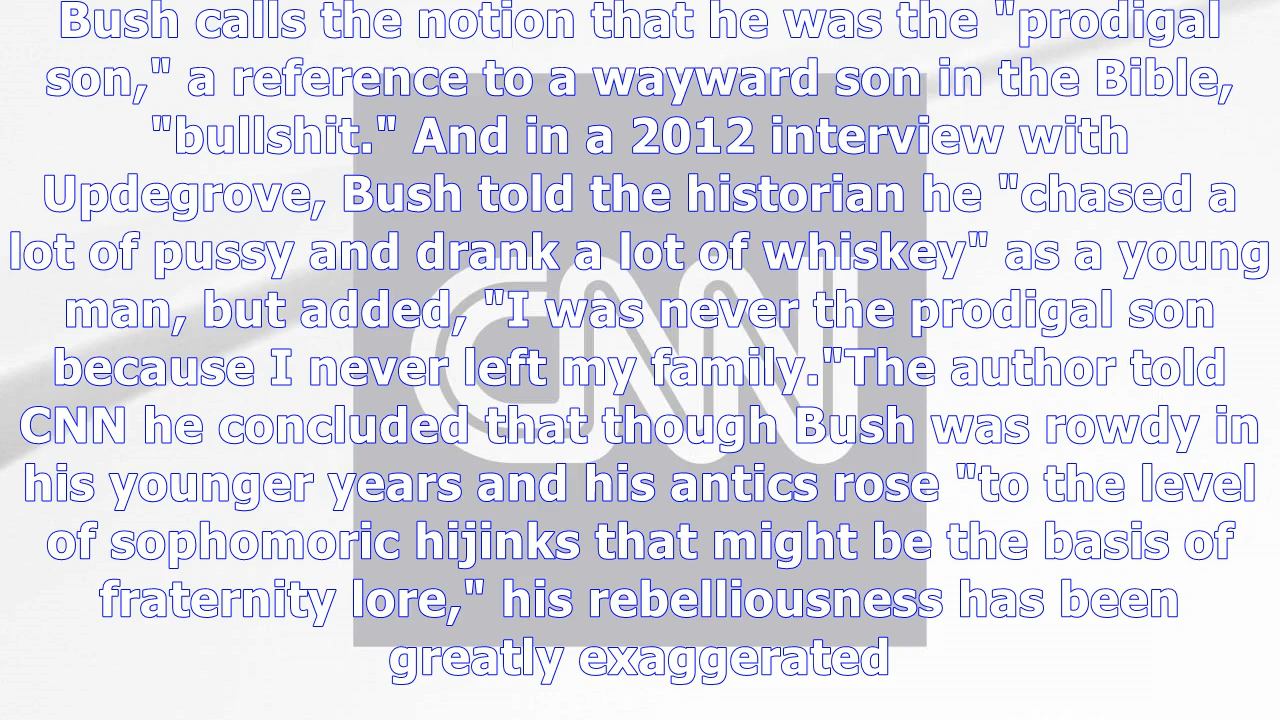 Bush calls the notion that he was the "prodigal
son," a reference to a wayward son in the Bible,
"bullshit." And in a 2012 interview with
Updegrove, Bush told the historian he "chased a
lot of pussy and drank a lot of whiskey" as a young
man, but added, "I was never the prodigal son
because I never left my family."The author told
CNN he concluded that though Bush was rowdy in
his younger years and his antics rose "to the level
of sophomoric hijinks that might be the basis of
fraternity lore," his rebelliousness has been
greatly exaggerated
CNN